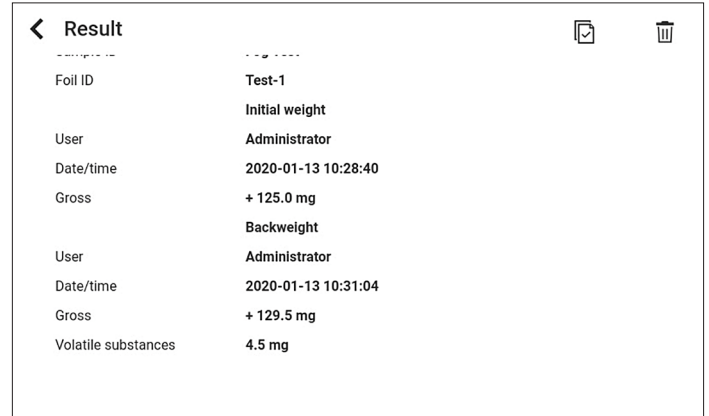 Result
Foil ID Test-1
Initial weight
User Administrator
Date/time 2020-01-13 10:28:40
Gross + 125.0 mg
Backweight
User Administrator
Date/time 2020-01-13 10:31:04
Gross + 129.5 mg
Volatile substances 4.5 mg